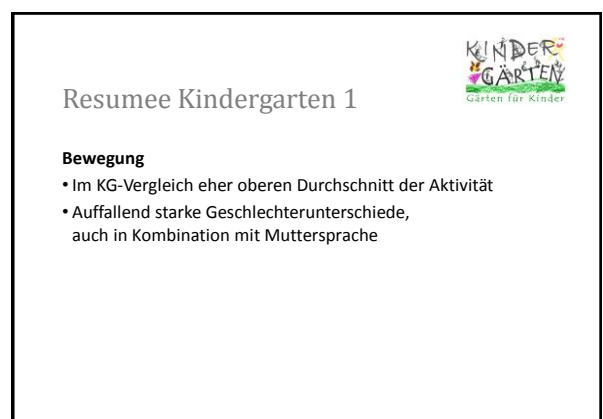 KINDER
GÄRTEN
Gärten für Kinder
Resumee Kindergarten 1
Bewegung
• Im KG-Vergleich eher oberen Durchschnitt der Aktivität
• Auffallend starke Geschlechterunterschiede,
auch in Kombination mit Muttersprache